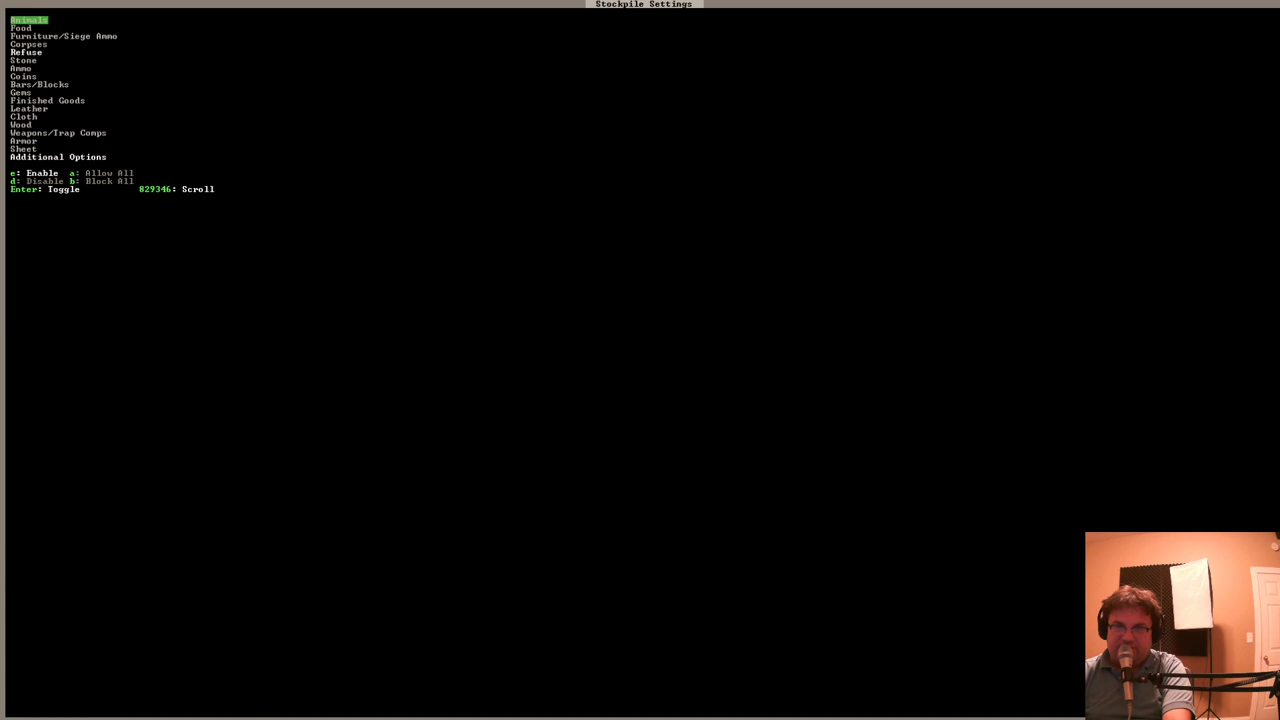 Stockpile Settings
Animals
Food
Furniture/Siege Ammo
Corpses
Refuse
Stone
Ammo
Coins
Bars/Blocks
Gems
Finished Goods
Leather
Cloth
Wood
Weapons/Trap Comps
Armor
Sheet
Additional Options
e: Enable a: Allow All
d: Disable b: Block All
Enter: Toggle 829346: Scroll